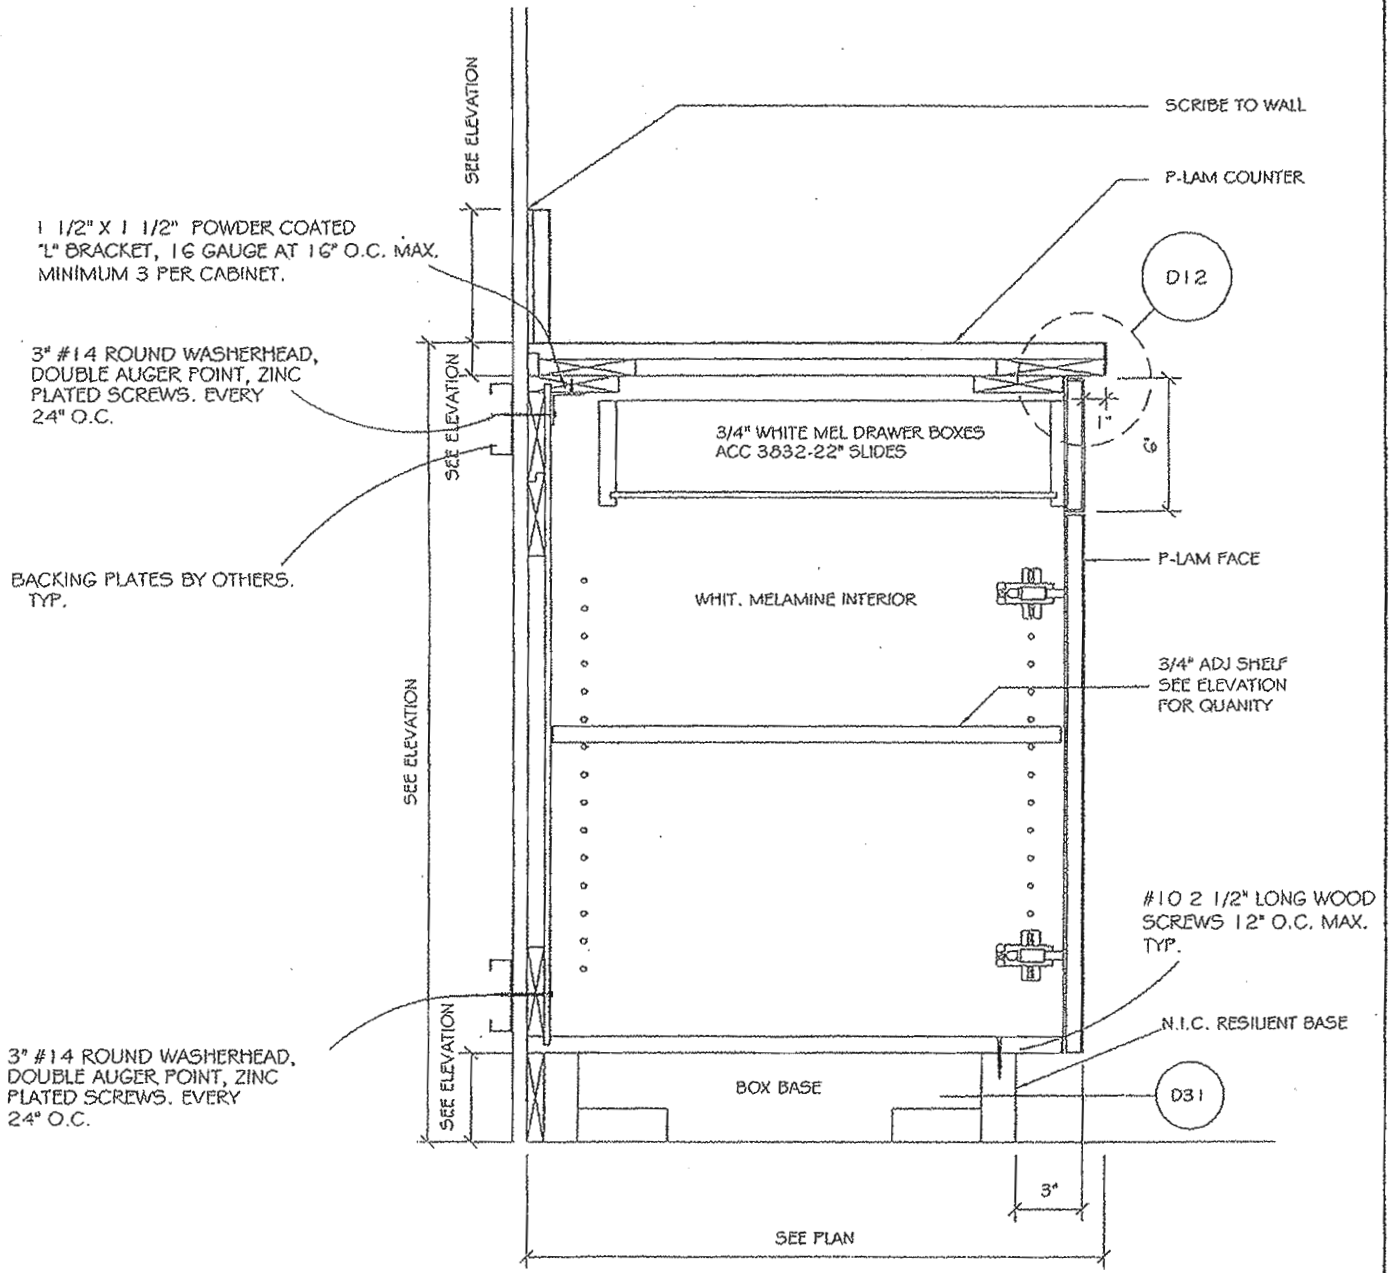 SEE ELEVATION
SCRIBE TO WALL
P-LAM COUNTER
1 1/2" X 1 1/2" POWDER COATED
"L" BRACKET, 16 GAUGE AT 16" O.C. MAX.
MINIMUM 3 PER CABINET.
D12
3" #14 ROUND WASHERHEAD,
DOUBLE AUGER POINT, ZINC
PLATED SCREWS. EVERY
24" O.C.
SEE ELEVATION
3/4" WHITE MEL DRAWER BOXES
ACC 3832-22" SLIDES
1"
6"
BACKING PLATES BY OTHERS.
TYP.
P-LAM FACE
WHIT. MELAMINE INTERIOR
3/4" ADJ SHELF
SEE ELEVATION
FOR QUANITY
SEE ELEVATION
#10 2 1/2" LONG WOOD
SCREWS 12" O.C. MAX.
TYP.
N.I.C. RESILIENT BASE
3" #14 ROUND WASHERHEAD,
DOUBLE AUGER POINT, ZINC
PLATED SCREWS. EVERY
24" O.C.
SEE ELEVATION
BOX BASE
D31
3"
SEE PLAN